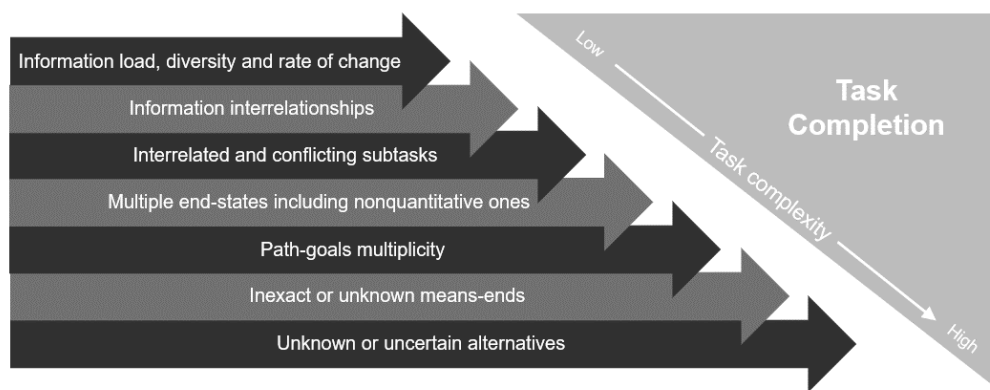 Information load, diversity and rate of change
Information interrelationships
Interrelated and conflicting subtasks
Multiple end-states including nonquantitative ones
Path-goals multiplicity
Inexact or unknown means-ends
Unknown or uncertain alternatives
Low
Task complexity
High
Task
Completion